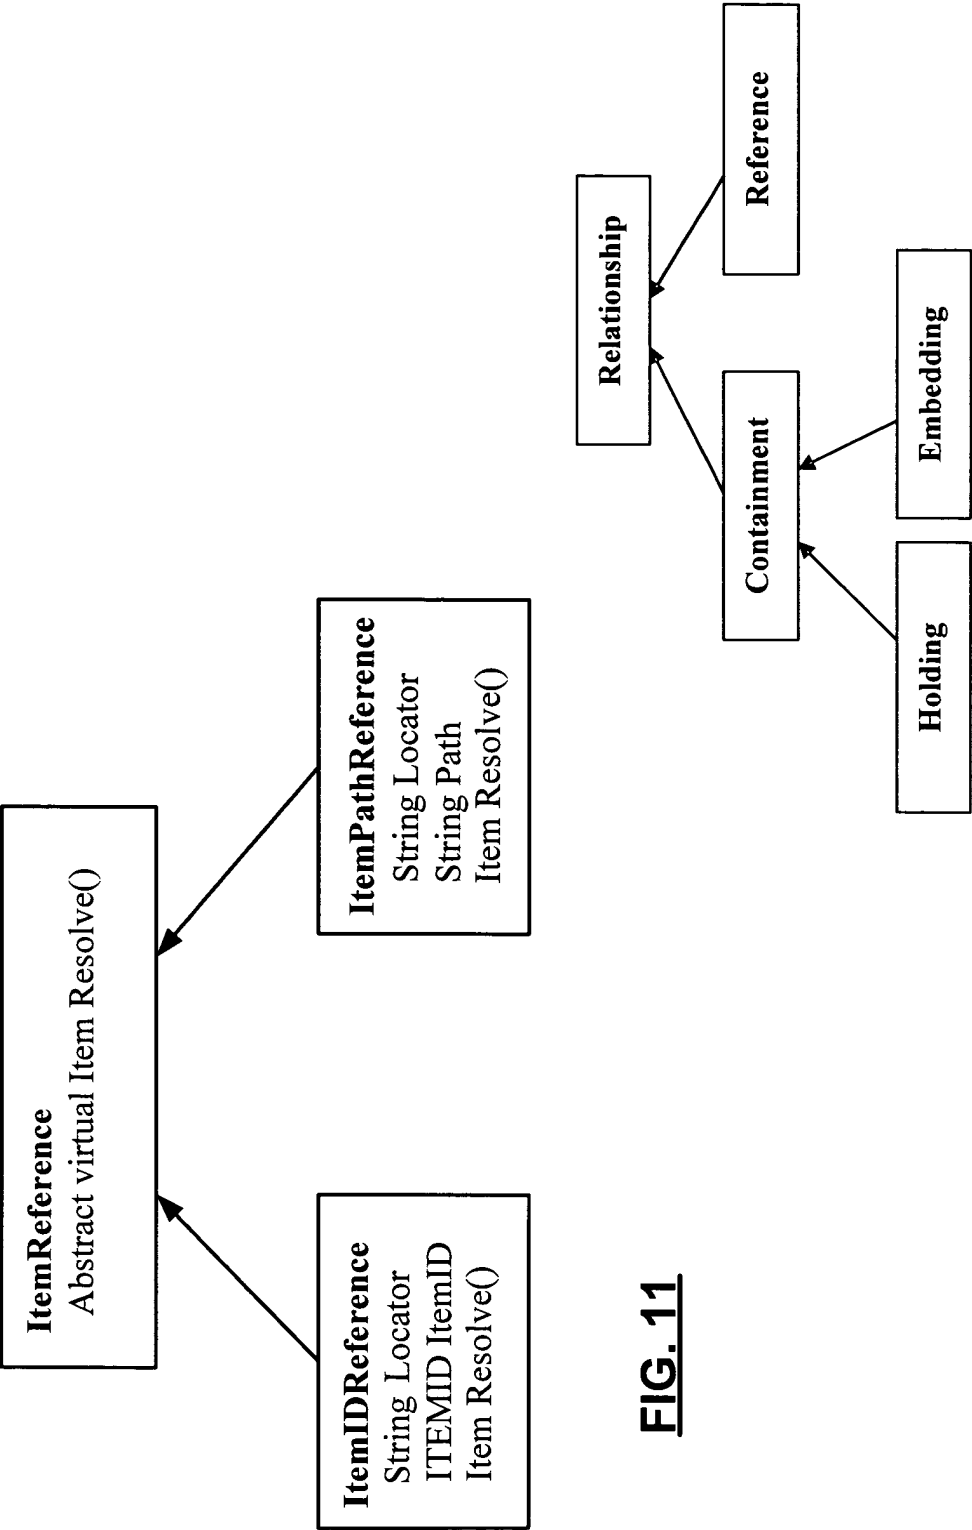 ItemReference
Abstract virtual Item Resolve()
ItemIDReference
String Locator
ITEMID ItemID
Item Resolve()
ItemPathReference
String Locator
String Path
Item Resolve()
Relationship
Containment
Reference
Holding
Embedding
FIG. 11